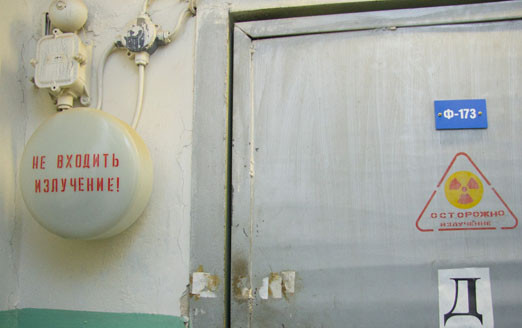 НЕ ВХОДИТЬ
ИЗЛУЧЕНИЕ!
Ф-173
ОСТОРОЖНО
ИЗЛУЧЕНИЕ
Д